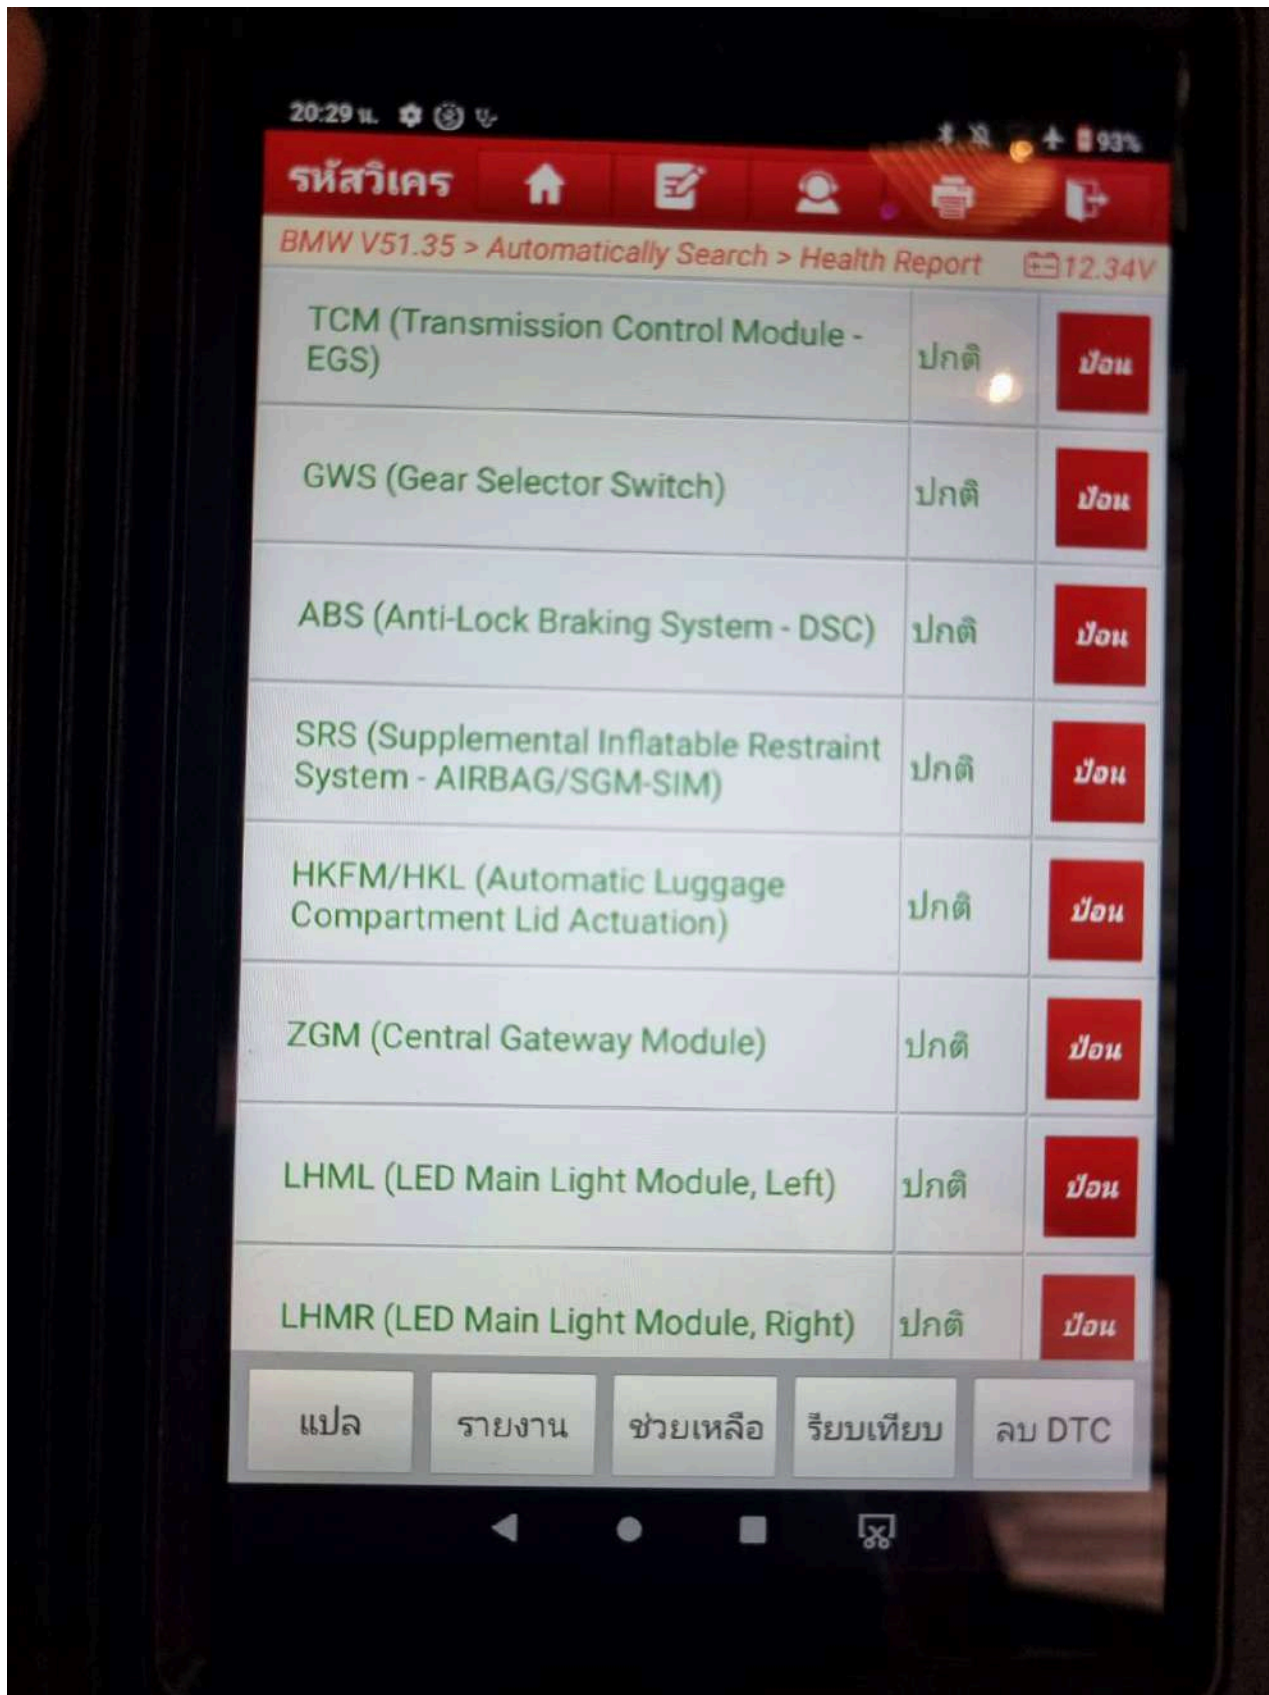 20:29 น.
93%
รหัสวิเคร
BMW V51.35 > Automatically Search > Health Report 12.34V
TCM (Transmission Control Module -
EGS)
ปกติ
ป้อน
GWS (Gear Selector Switch)
ปกติ
ป้อน
ABS (Anti-Lock Braking System - DSC)
ปกติ
ป้อน
SRS (Supplemental Inflatable Restraint
System - AIRBAG/SGM-SIM)
ปกติ
ป้อน
HKFM/HKL (Automatic Luggage
Compartment Lid Actuation)
ปกติ
ป้อน
ZGM (Central Gateway Module)
ปกติ
ป้อน
LHML (LED Main Light Module, Left)
ปกติ
ป้อน
LHMR (LED Main Light Module, Right)
ปกติ
ป้อน
แปล
รายงาน
ช่วยเหลือ
รียบเทียบ
ลบ DTC